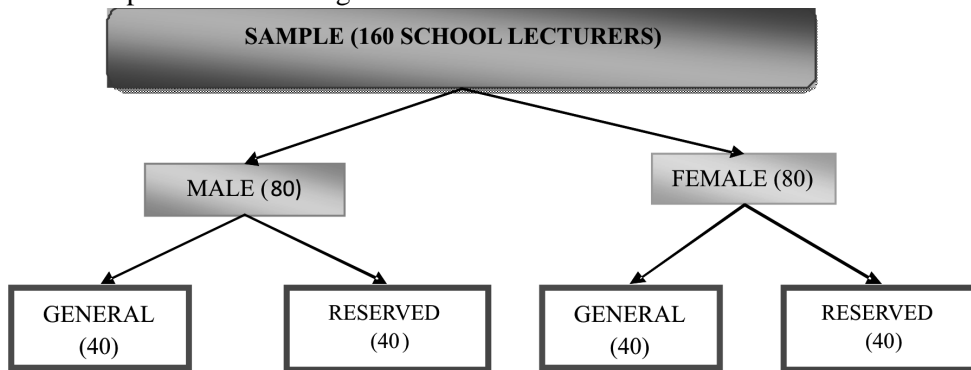 SAMPLE (160 SCHOOL LECTURERS)
MALE (80)
FEMALE (80)
GENERAL
(40)
RESERVED
(40)
GENERAL
(40)
RESERVED
(40)